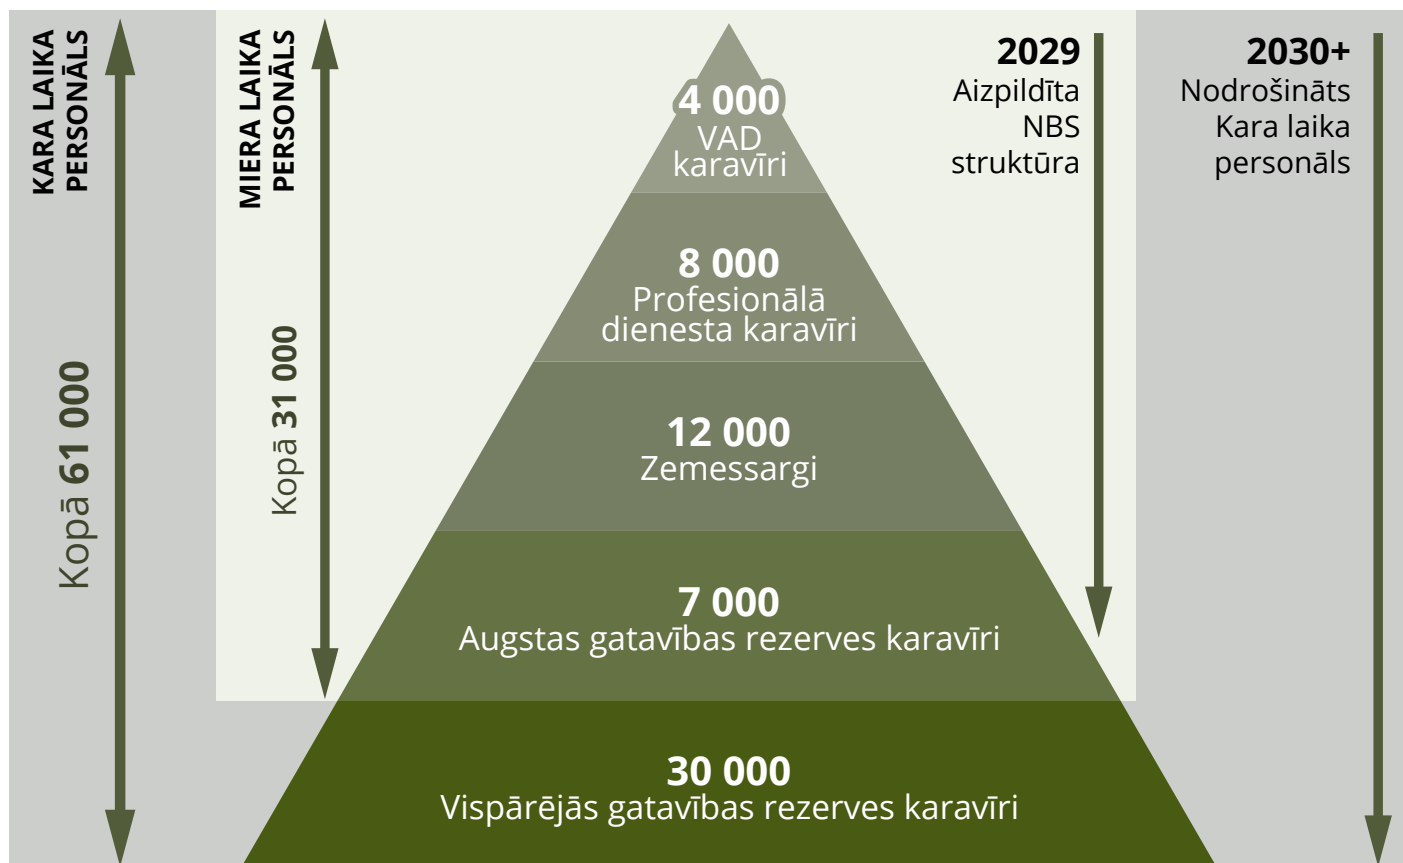 KARA LAIKA
PERSONĀLS
Kopā 61 000
MIERA LAIKA
PERSONĀLS
Kopā 31 000
4 000
VAD
karavīri
8 000
Profesionālā
dienesta karavīri
12 000
Zemessargi
7 000
Augstas gatavības rezerves karavīri
30 000
Vispārējās gatavības rezerves karavīri
2029
Aizpildīta
NBS
struktūra
2030+
Nodrošināts
Kara laika
personāls